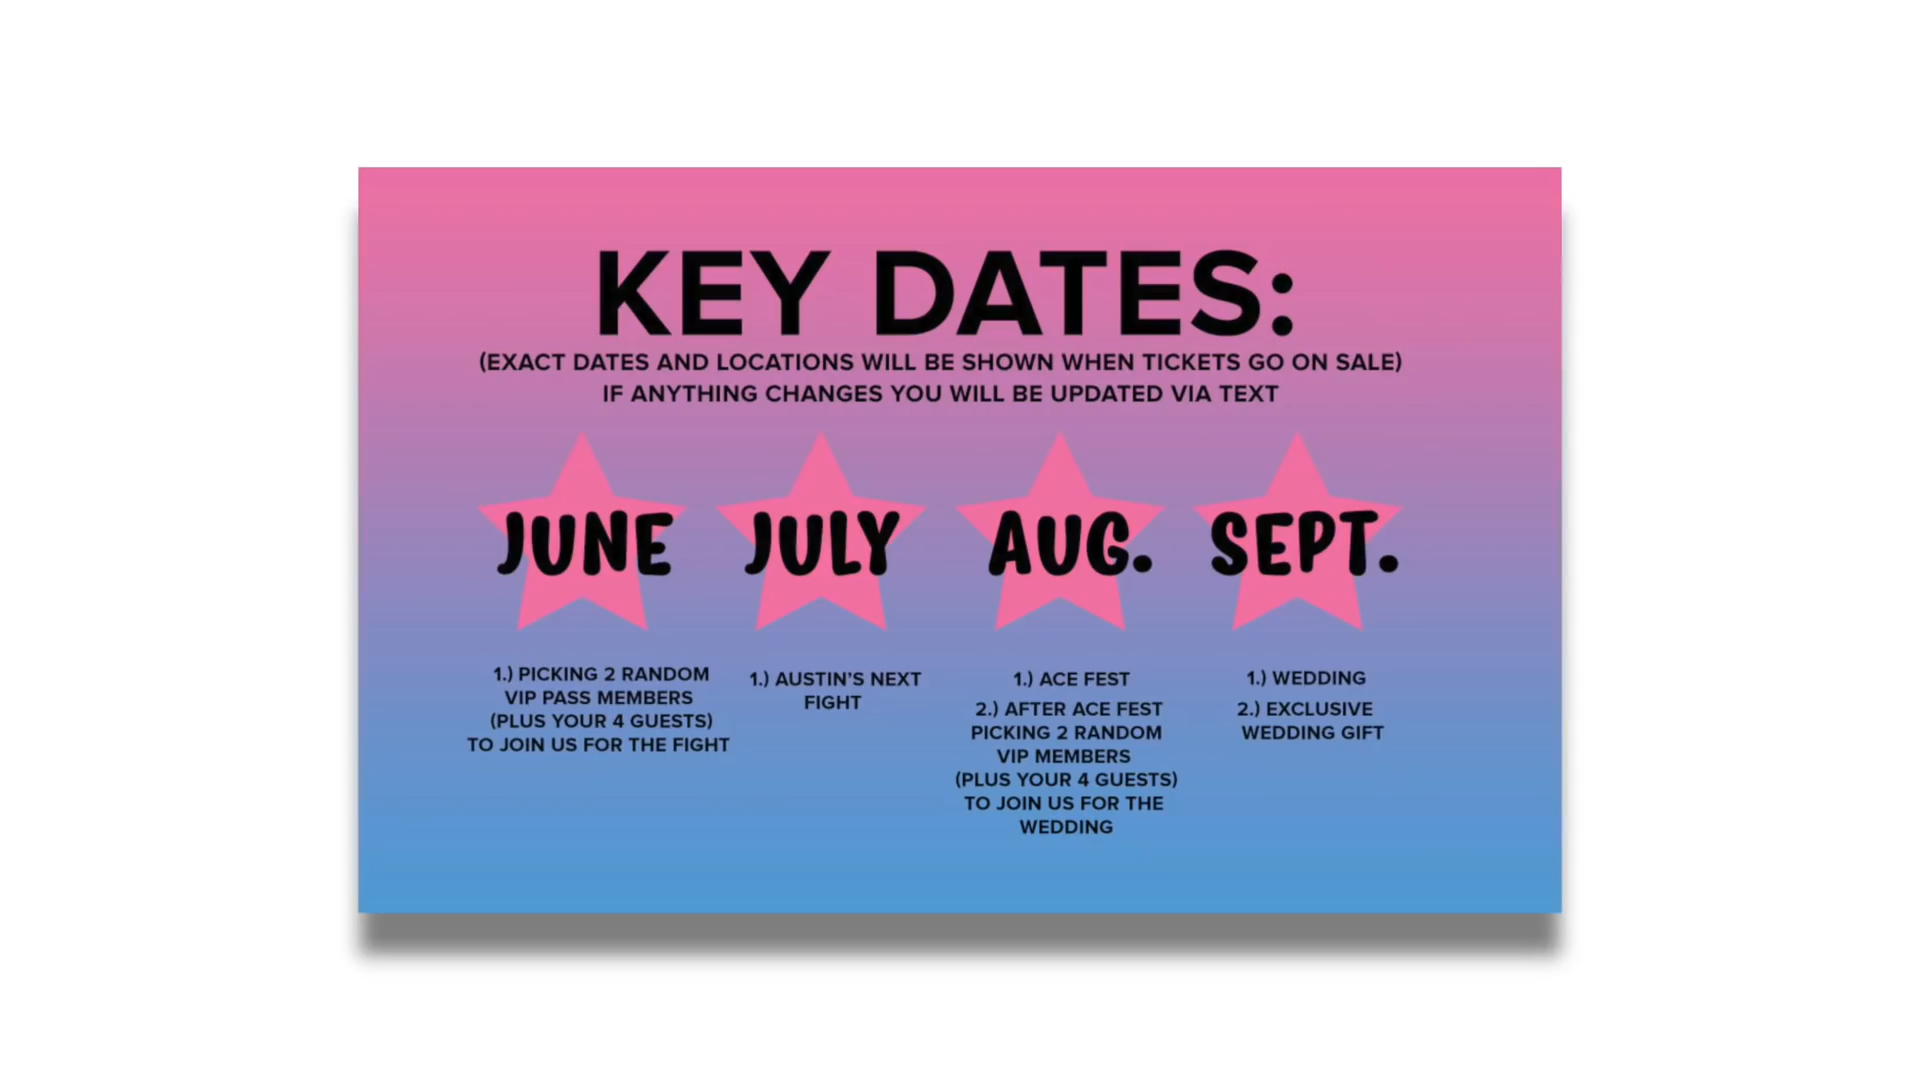 KEY DATES:
(EXACT DATES AND LOCATIONS WILL BE SHOWN WHEN TICKETS GO ON SALE)
IF ANYTHING CHANGES YOU WILL BE UPDATED VIA TEXT
JUNE
1.) PICKING 2 RANDOM
VIP PASS MEMBERS
(PLUS YOUR 4 GUESTS)
TO JOIN US FOR THE FIGHT
JULY
1.) AUSTIN'S NEXT
FIGHT
AUG.
1.) ACE FEST
2.) AFTER ACE FEST
PICKING 2 RANDOM
VIP MEMBERS
(PLUS YOUR 4 GUESTS)
TO JOIN US FOR THE
WEDDING
SEPT.
1.) WEDDING
2.) EXCLUSIVE
WEDDING GIFT